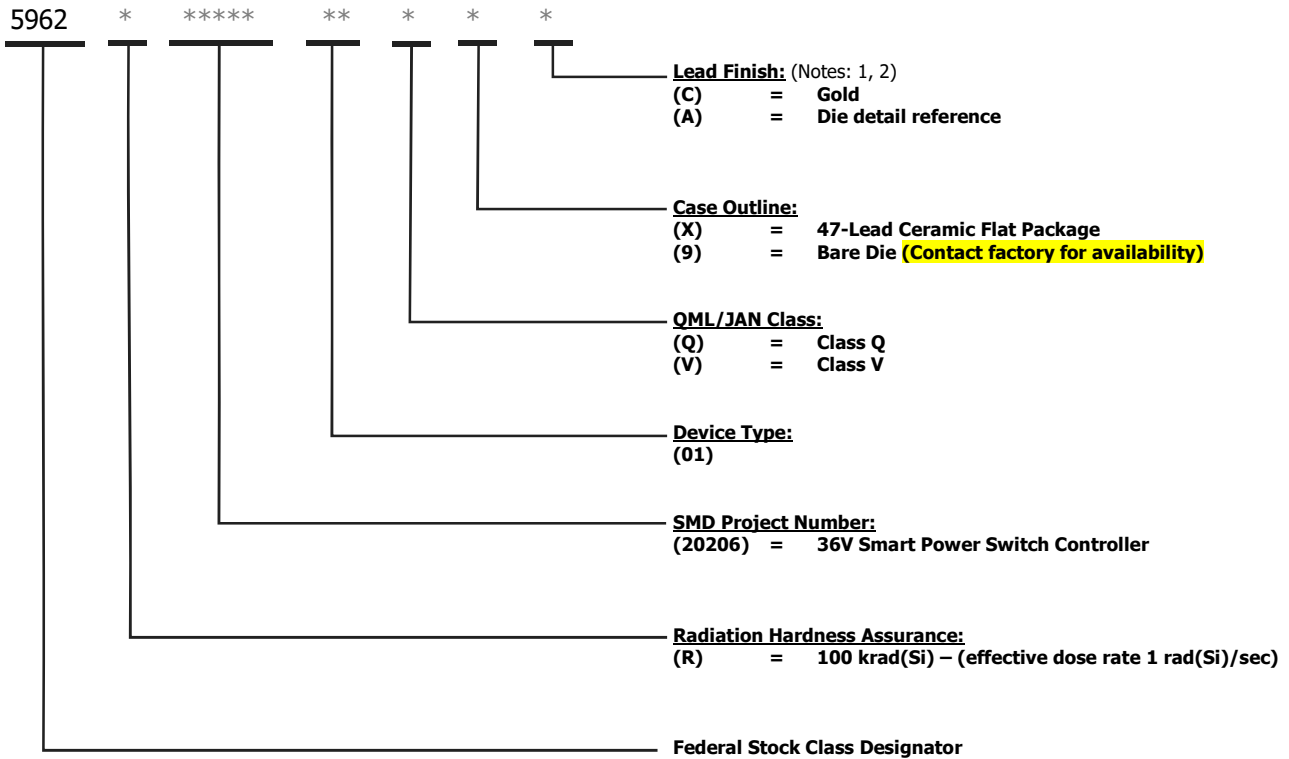 5962 * ***** ** * * *
Lead Finish: (Notes: 1, 2)
(C) = Gold
(A) = Die detail reference
Case Outline:
(X) = 47-Lead Ceramic Flat Package
(9) = Bare Die (Contact factory for availability)
QML/JAN Class:
(Q) = Class Q
(V) = Class V
Device Type:
(01)
SMD Project Number:
(20206) = 36V Smart Power Switch Controller
Radiation Hardness Assurance:
(R) = 100 krad(Si) – (effective dose rate 1 rad(Si)/sec)
Federal Stock Class Designator